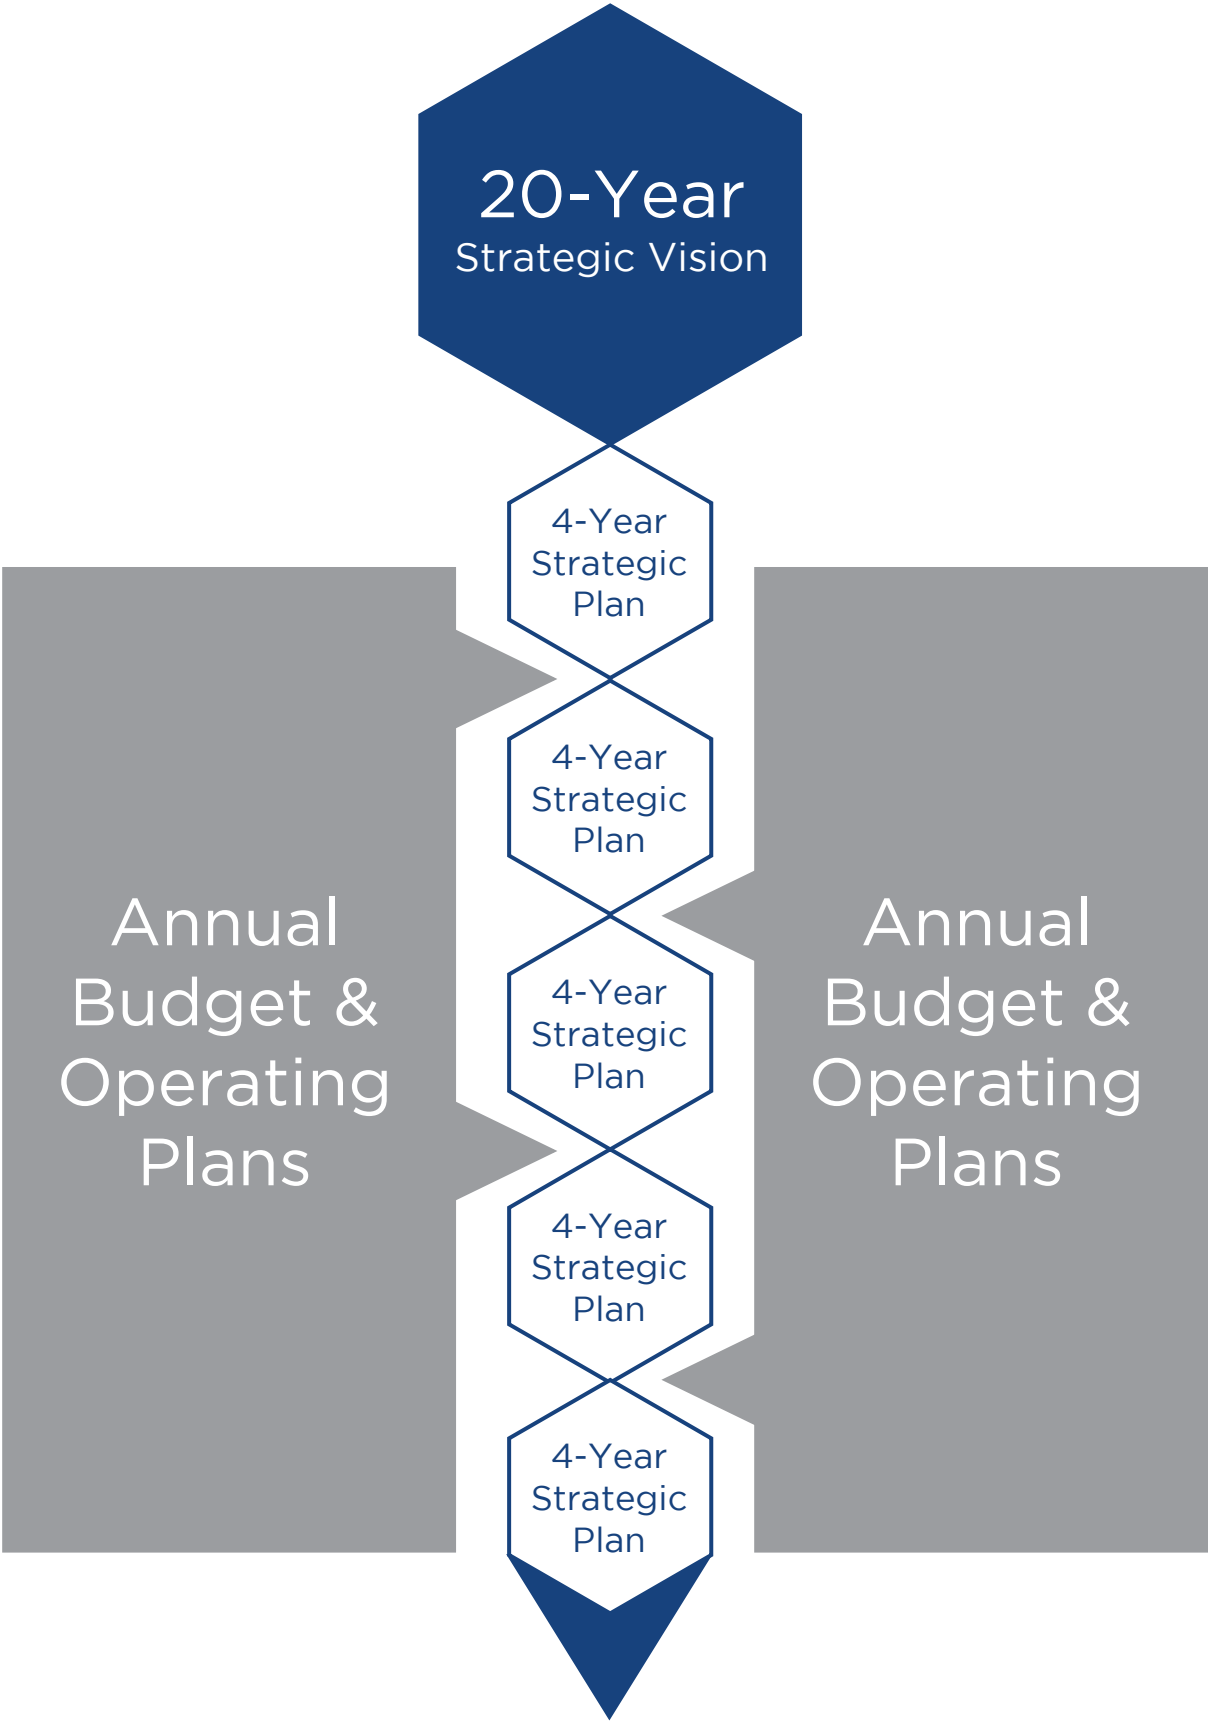 20-Year
Strategic Vision
4-Year
Strategic
Plan
4-Year
Strategic
Plan
4-Year
Strategic
Plan
4-Year
Strategic
Plan
4-Year
Strategic
Plan
Annual
Budget &
Operating
Plans
Annual
Budget &
Operating
Plans